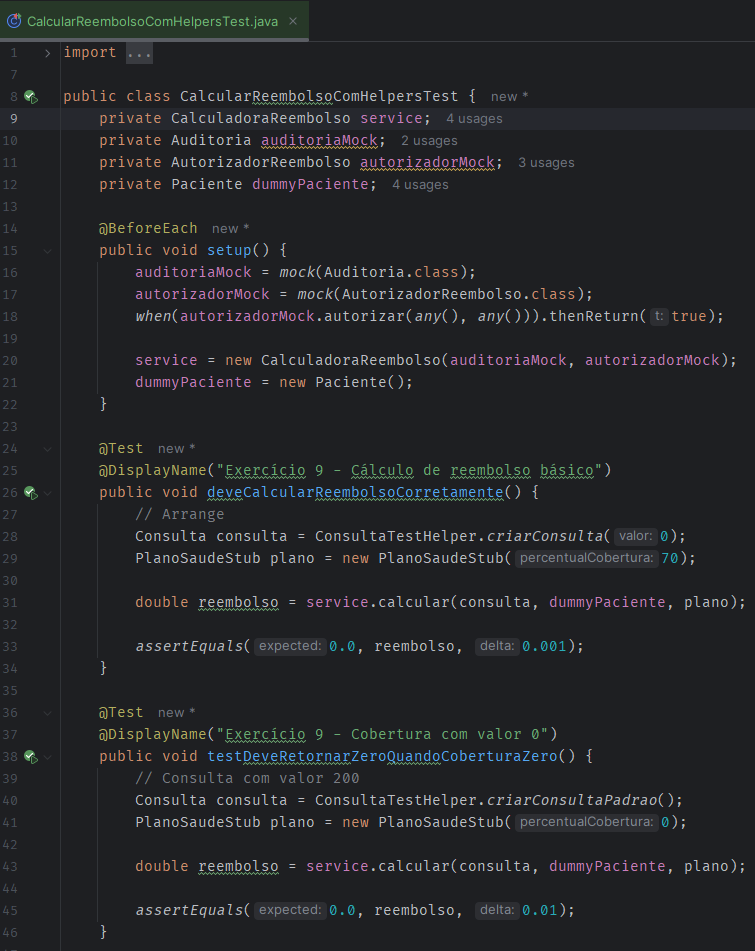 CalcularReembolsoComHelpersTest.java ×
1 import ...
7
8 public class CalcularReembolsoComHelpersTest { new *
9 private CalculadoraReembolso service; 4 usages
10 private Auditoria auditoriaMock; 2 usages
11 private AutorizadorReembolso autorizadorMock; 3 usages
12 private Paciente dummyPaciente; 4 usages
13
14 @BeforeEach new *
15 public void setup() {
16 auditoriaMock = mock(Auditoria.class);
17 autorizadorMock = mock(AutorizadorReembolso.class);
18 when(autorizadorMock.autorizar(any(), any())).thenReturn( t: true);
19
20 service = new CalculadoraReembolso(auditoriaMock, autorizadorMock);
21 dummyPaciente = new Paciente();
22 }
23
24 @Test new *
25 @DisplayName("Exercício 9 - Cálculo de reembolso básico")
26 public void deveCalcularReembolsoCorretamente() {
27 // Arrange
28 Consulta consulta = ConsultaTestHelper.criarConsulta( valor: 0);
29 PlanoSaudeStub plano = new PlanoSaudeStub( percentualCobertura: 70);
30
31 double reembolso = service.calcular(consulta, dummyPaciente, plano);
32
33 assertEquals( expected: 0.0, reembolso, delta: 0.001);
34 }
35
36 @Test new *
37 @DisplayName("Exercício 9 - Cobertura com valor 0")
38 public void testDeveRetornarZeroQuandoCoberturaZero() {
39 // Consulta com valor 200
40 Consulta consulta = ConsultaTestHelper.criarConsultaPadrao();
41 PlanoSaudeStub plano = new PlanoSaudeStub( percentualCobertura: 0);
42
43 double reembolso = service.calcular(consulta, dummyPaciente, plano);
44
45 assertEquals( expected: 0.0, reembolso, delta: 0.01);
46 }